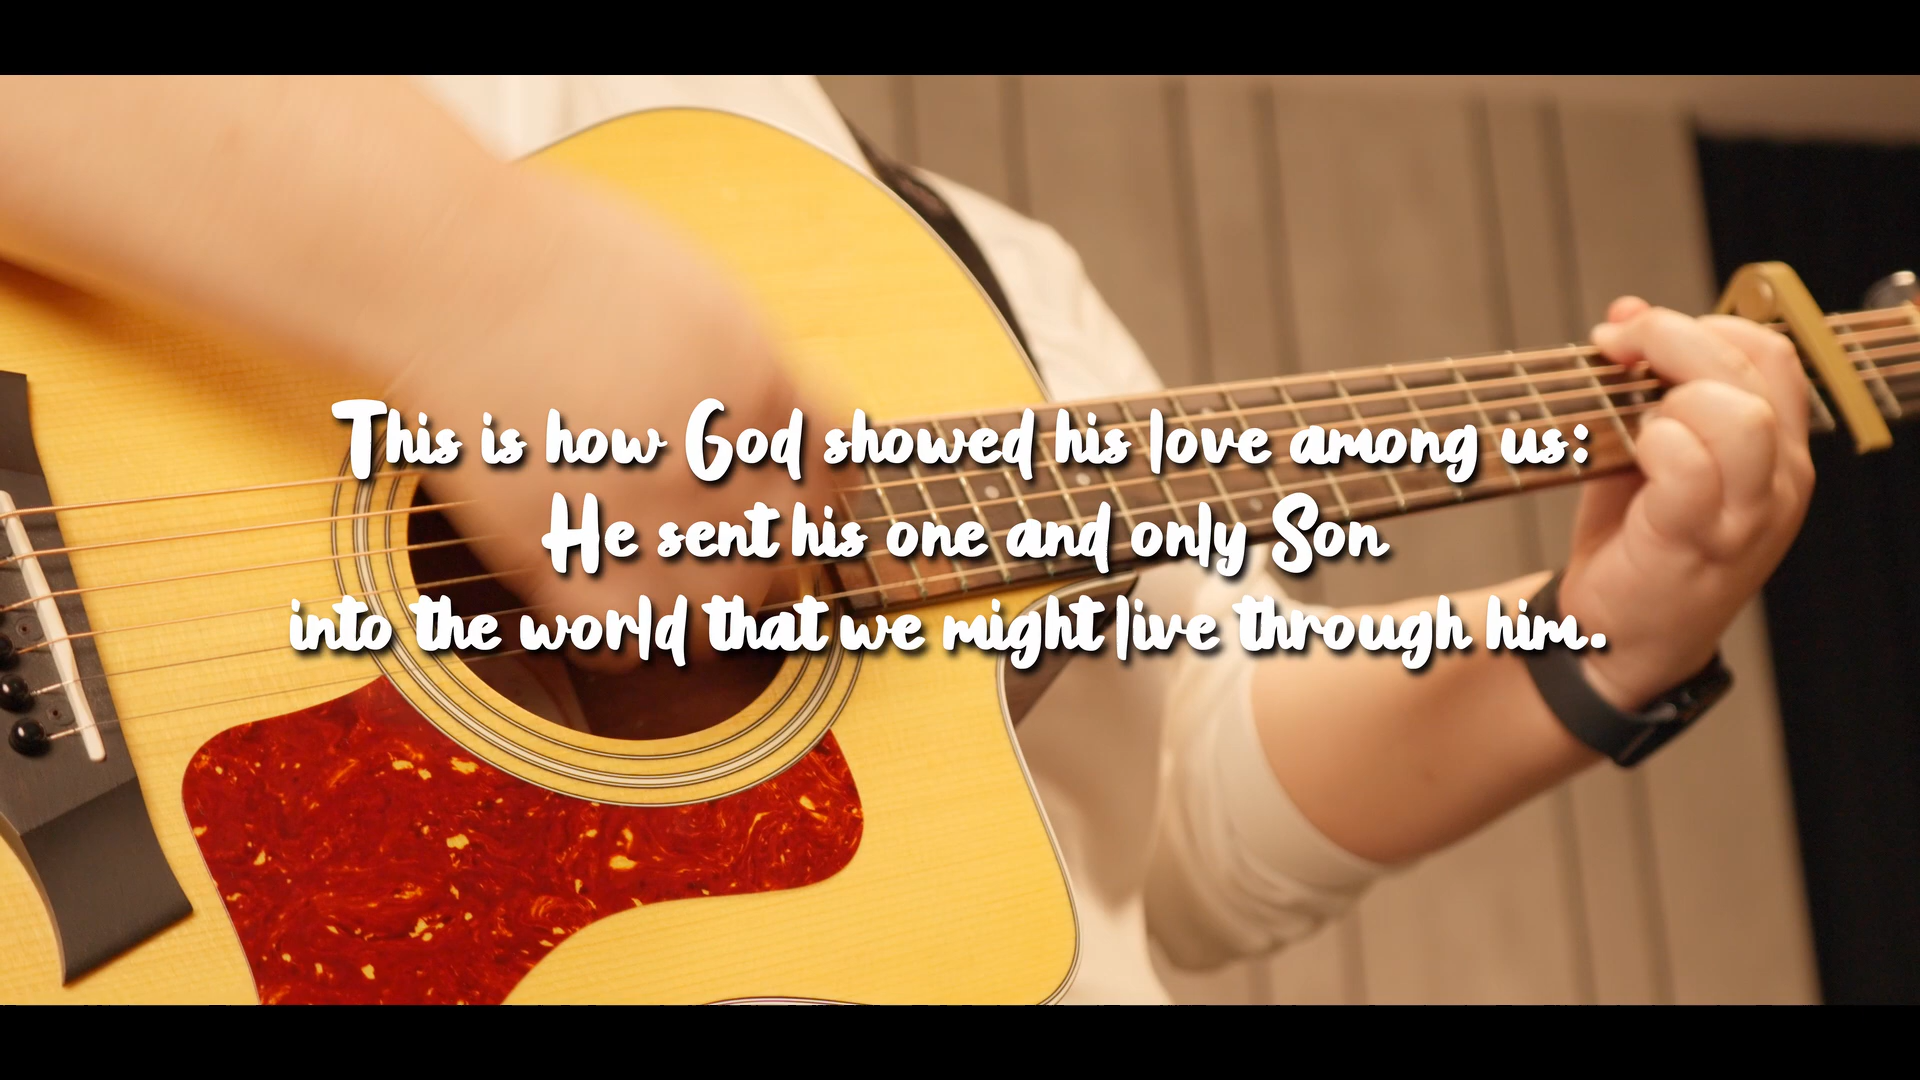 This is how God showed his love among us:
He sent his one and only Son
into the world that we might live through him.